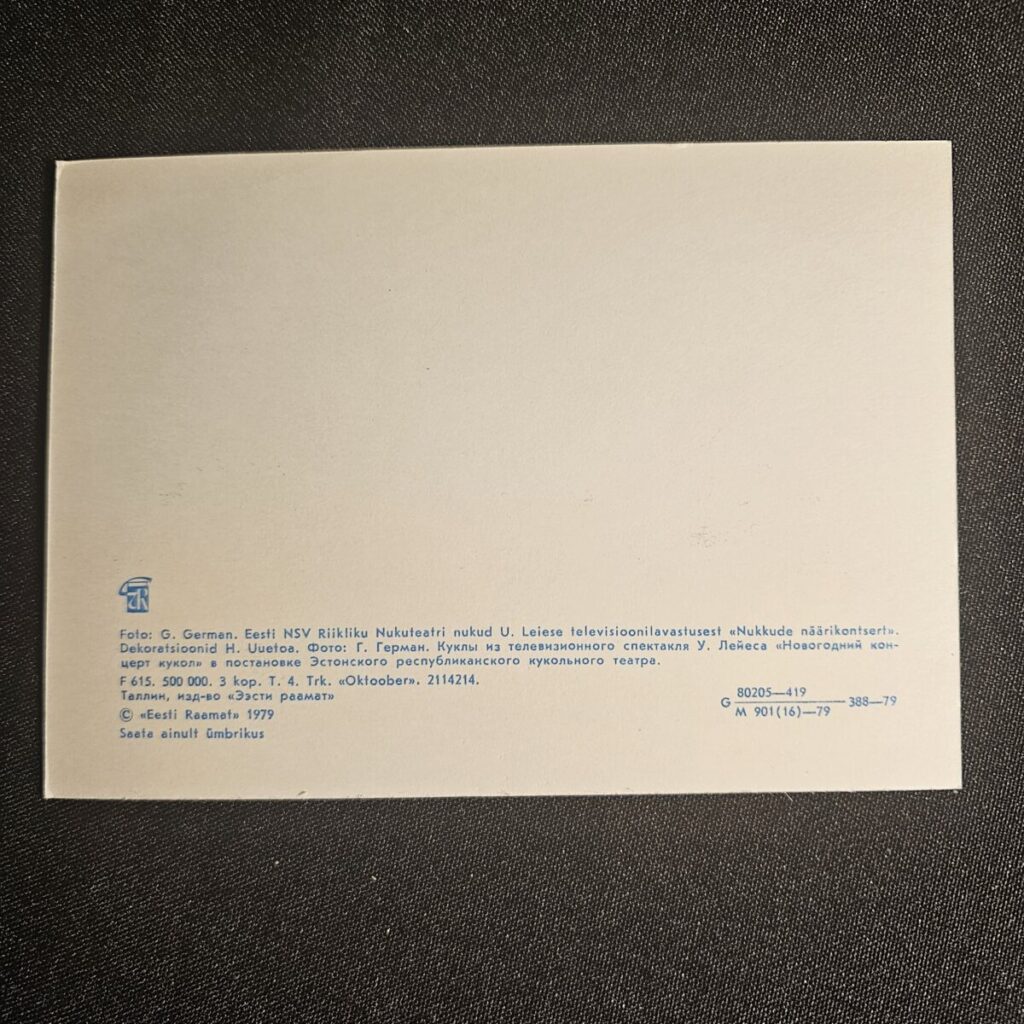 Foto: G. German. Eesti NSV Riikliku Nukuteatri nukud U. Leiese televisioonilavastusest «Nukkude näärikontsert».
Dekoratsioonid H. Uuetoa. Фото: Г. Герман. Куклы из телевизионного спектакля У. Лейеса «Новогодний кон-
церт кукол» в постановке Эстонского республиканского кукольного театра.
F 615. 500 000. 3 kop. T. 4. Trk. «Oktoober». 2114214.
Таллин, изд-во «Ээсти раамат»
© «Eesti Raamat» 1979
Saata ainult ümbrikus
G 80205—419
M 901(16)—79 388—79